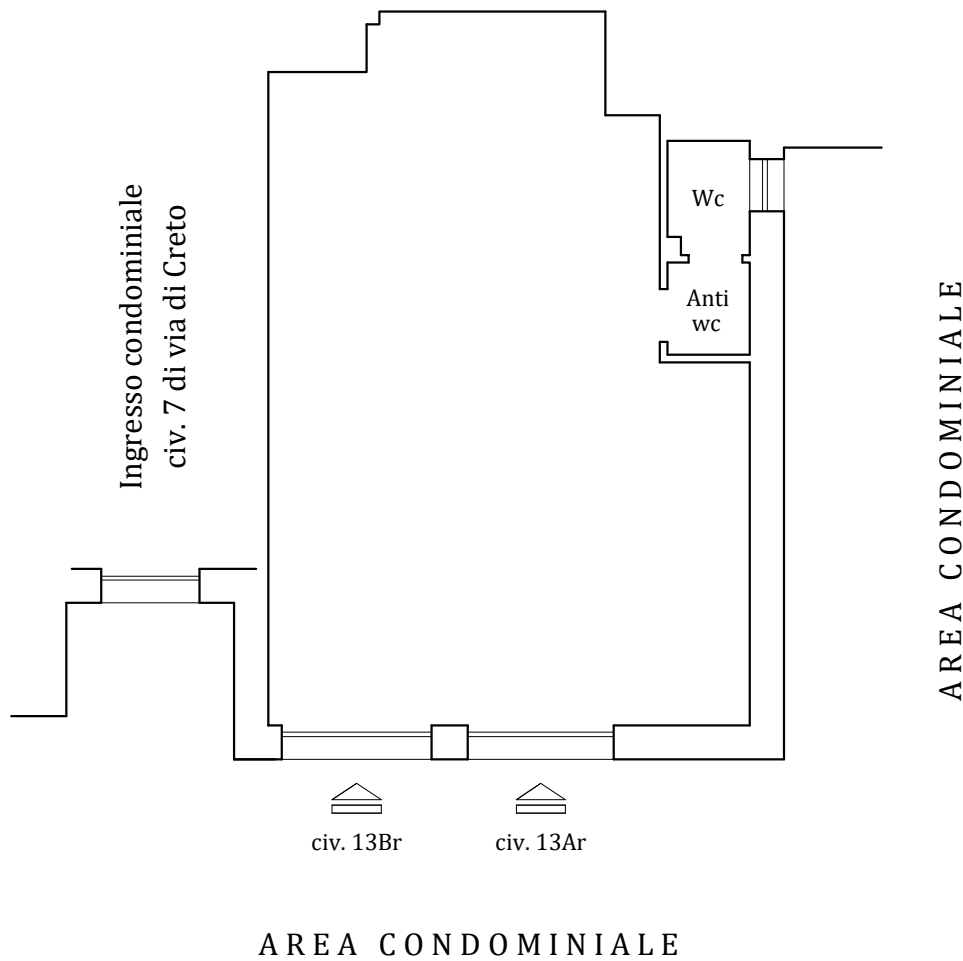 Ingresso condominiale
civ. 7 di via di Creto
Wc
Anti
wc
AREA CONDOMINIALE
civ. 13Br
civ. 13Ar
AREA CONDOMINIALE